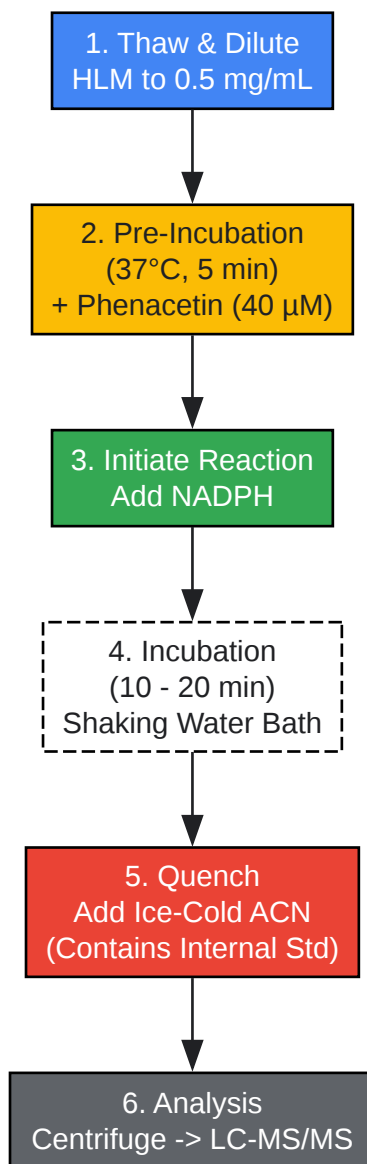 1. Thaw & Dilute
HLM to 0.5 mg/mL
2. Pre-Incubation
(37°C, 5 min)
+ Phenacetin (40 µM)
3. Initiate Reaction
Add NADPH
4. Incubation
(10 - 20 min)
Shaking Water Bath
5. Quench
Add Ice-Cold ACN
(Contains Internal Std)
6. Analysis
Centrifuge -> LC-MS/MS